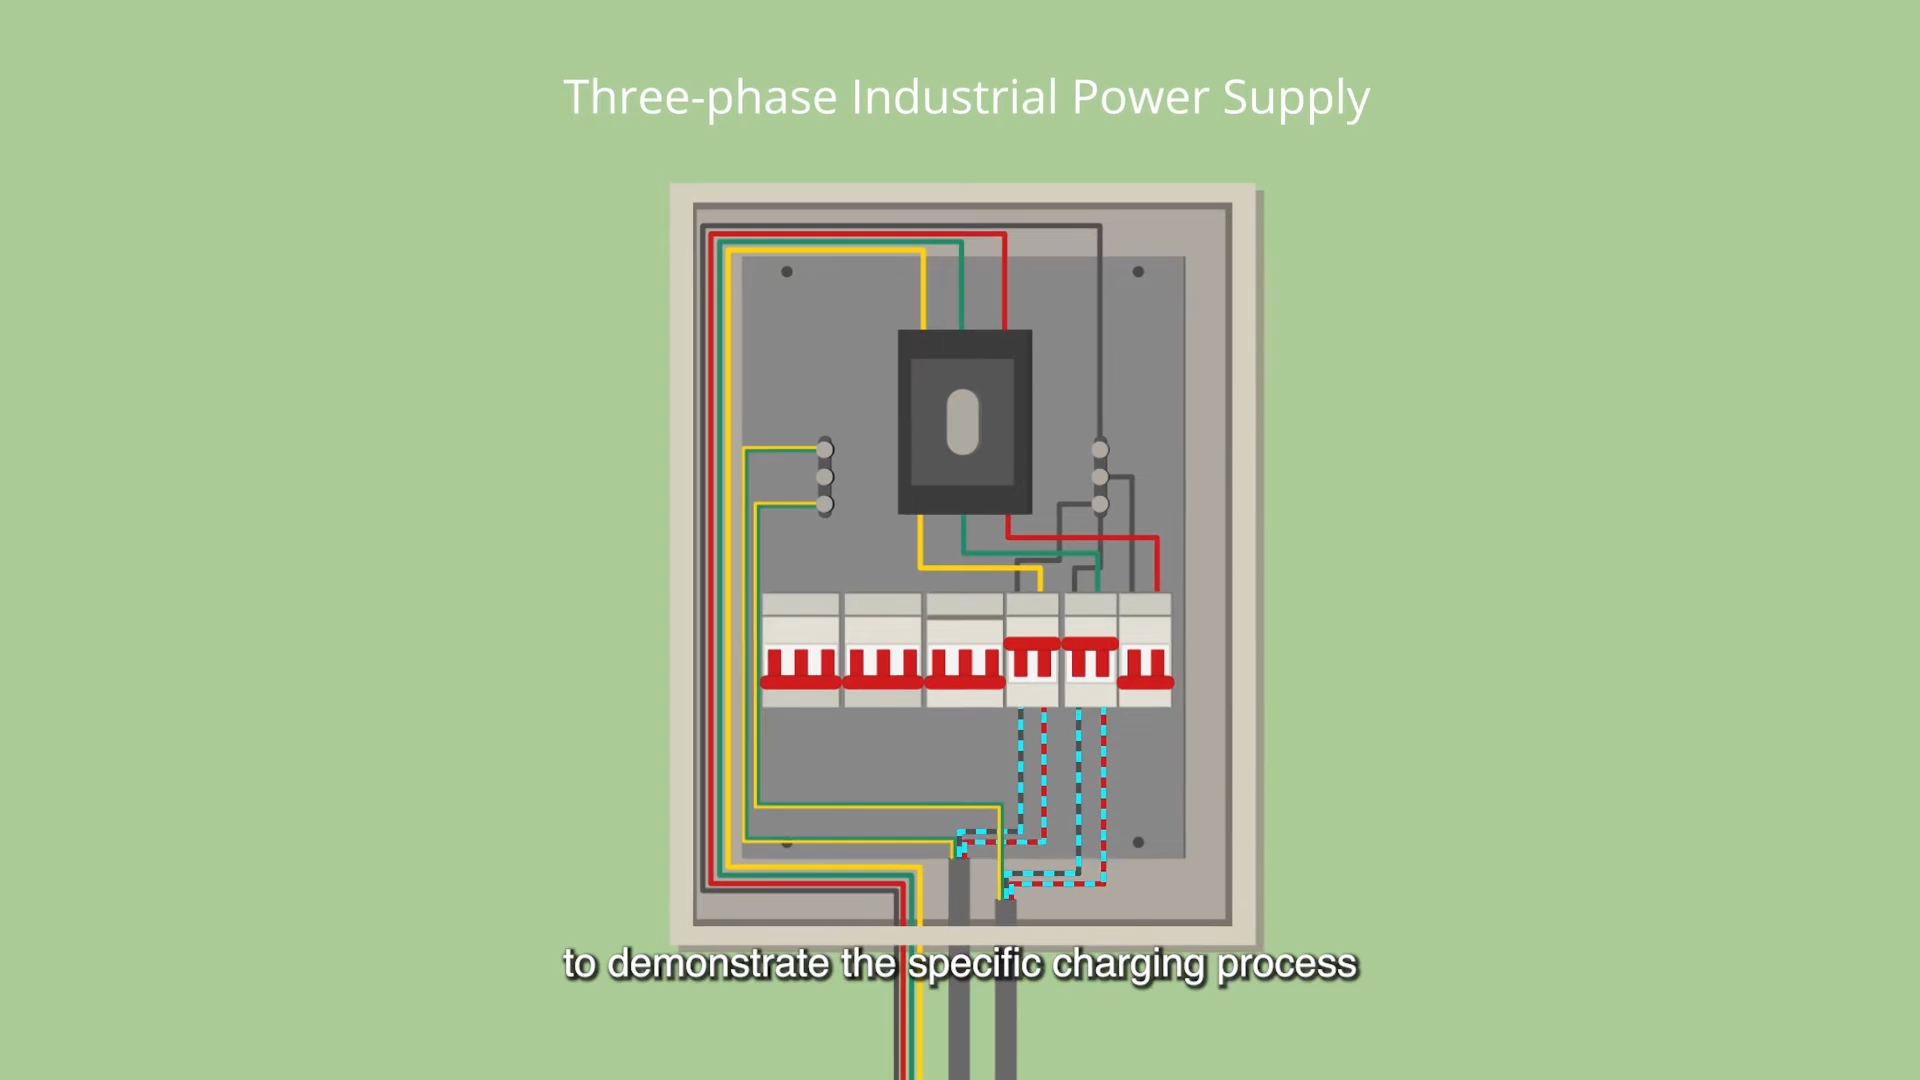 Three-phase Industrial Power Supply
to demonstrate the specific charging process